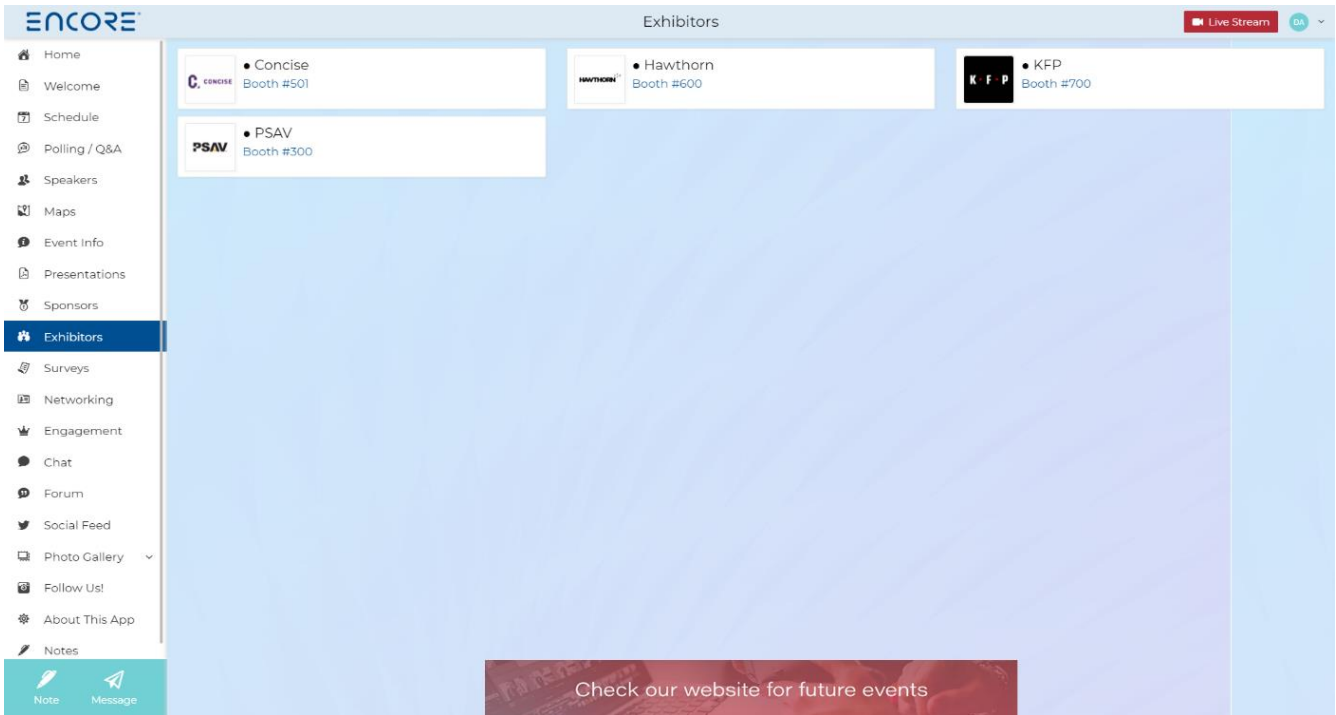 ENCORE
Exhibitors
Live Stream
DA
Home
Welcome
Schedule
Polling / Q&A
Speakers
Maps
Event Info
Presentations
Sponsors
Exhibitors
Surveys
Networking
Engagement
Chat
Forum
Social Feed
Photo Gallery
Follow Us!
About This App
Notes
Note
Message
C. CONCISE
• Concise
Booth #501
HAWTHORN
• Hawthorn
Booth #600
K F P
• KFP
Booth #700
PSAV
• PSAV
Booth #300
Check our website for future events